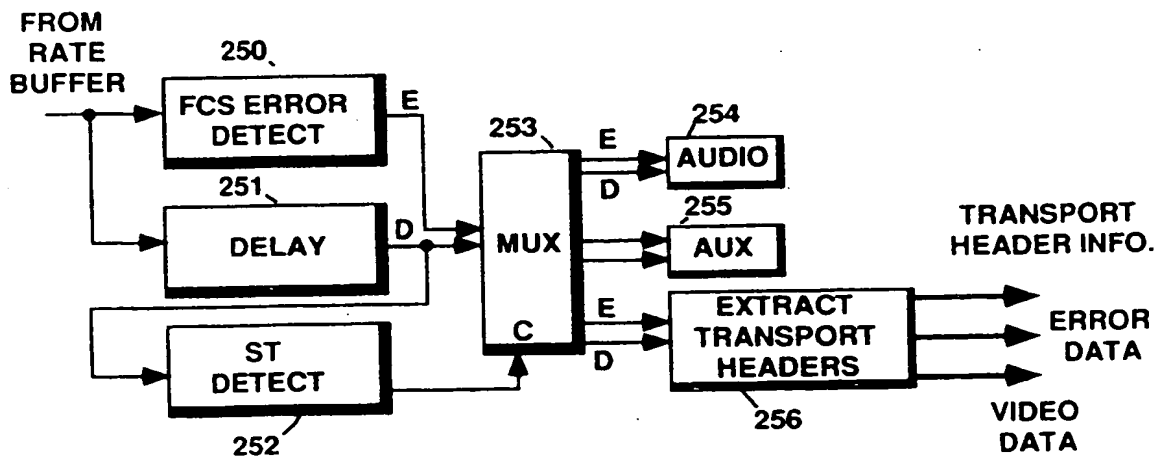 FROM
RATE
BUFFER
250
FCS ERROR
DETECT
E
251
DELAY
D
ST
DETECT
252
253
MUX
C
E
D
254
AUDIO
255
AUX
E
D
EXTRACT
TRANSPORT
HEADERS
256
TRANSPORT
HEADER INFO.
ERROR
DATA
VIDEO
DATA